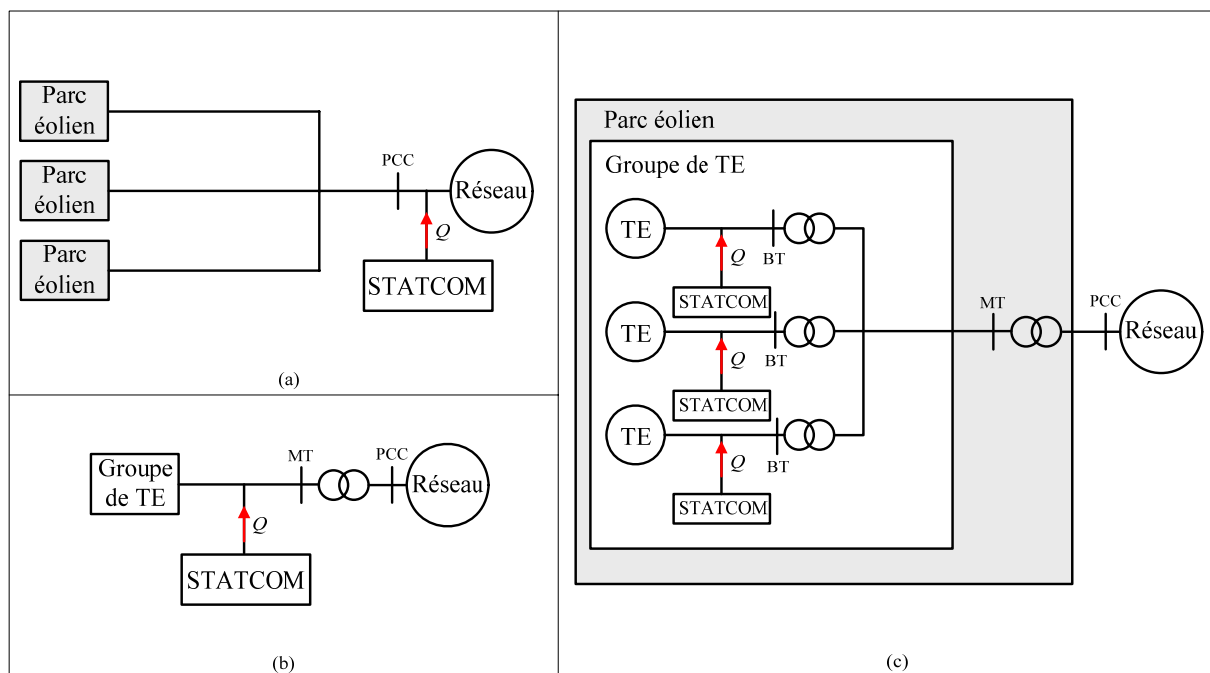 Parc
éolien
Parc
éolien
Parc
éolien
PCC
Réseau
Q
STATCOM
(a)
Groupe
de TE
MT
PCC
Réseau
Q
STATCOM
(b)
Parc éolien
Groupe de TE
TE
Q
BT
STATCOM
TE
Q
BT
STATCOM
TE
Q
BT
STATCOM
MT
PCC
Réseau
(c)